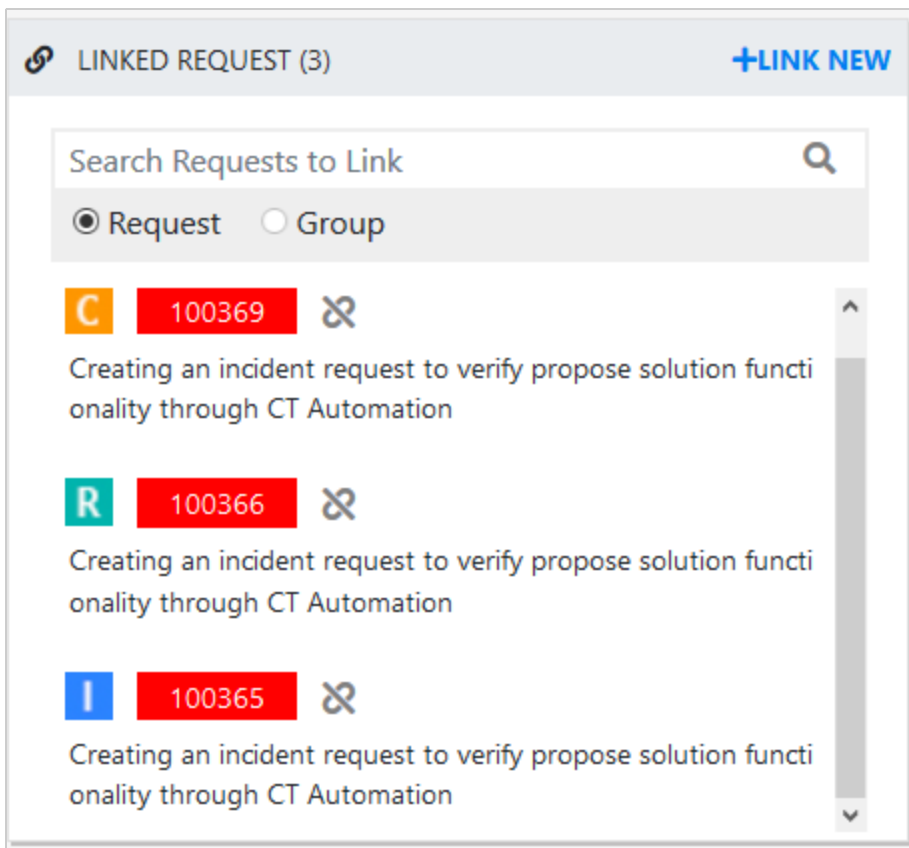 LINKED REQUEST (3) +LINK NEW
Search Requests to Link
Request Group
C 100369
Creating an incident request to verify propose solution functi
onality through CT Automation
R 100366
Creating an incident request to verify propose solution functi
onality through CT Automation
I 100365
Creating an incident request to verify propose solution functi
onality through CT Automation